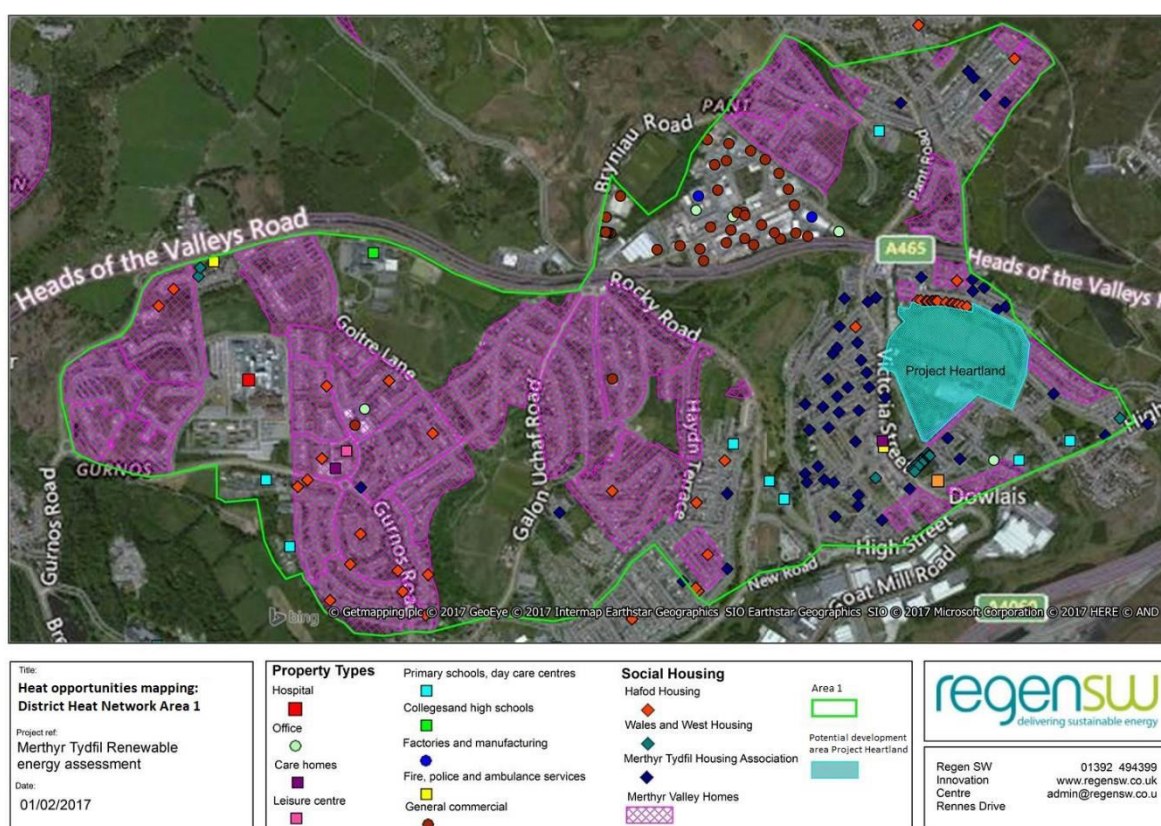 PANT
Bryniau Road
Pant Road
Heads of the Valleys Road
A465
Heads of the Valleys
Rocky Road
Goitre Lane
Project Heartland
Victoria Street
Haydn Terrace
Galon Uchaf Road
GURNOS
Gurnos Road
Gurnos Road
Dowlais
High Street
High
New Road
Goat Mill Road
A4060
bing
© Getmapping plc © 2017 GeoEye © 2017 Intermap Earthstar Geographics SIO Earthstar Geographics SIO © 2017 Microsoft Corporation © 2017 HERE © AND
Bre
Title:
Heat opportunities mapping:
District Heat Network Area 1
Project ref:
Merthyr Tydfil Renewable
energy assessment
Date:
01/02/2017
Property Types
Hospital
Office
Care homes
Leisure centre
Primary schools, day care centres
Collegesand high schools
Factories and manufacturing
Fire, police and ambulance services
General commercial
Social Housing
Hafod Housing
Wales and West Housing
Merthyr Tydfil Housing Association
Merthyr Valley Homes
Area 1
Potential development
area Project Heartland
regensw
delivering sustainable energy
Regen SW 01392 494399
Innovation www.regensw.co.uk
Centre admin@regensw.co.u
Rennes Drive